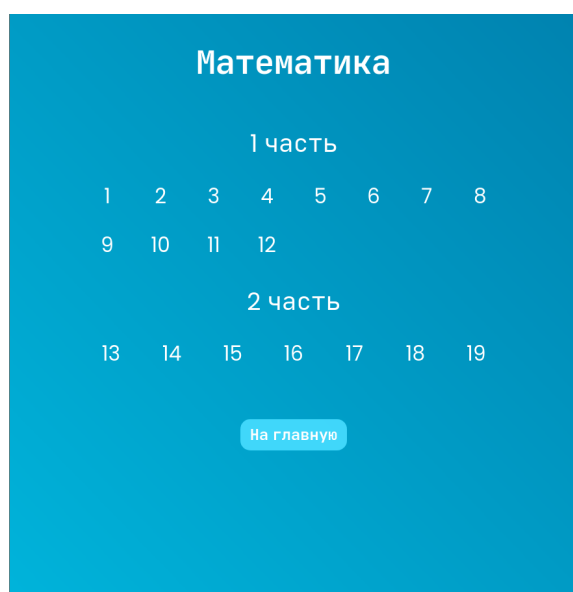 Математика
1 часть
1 2 3 4 5 6 7 8
9 10 11 12
2 часть
13 14 15 16 17 18 19
На главную